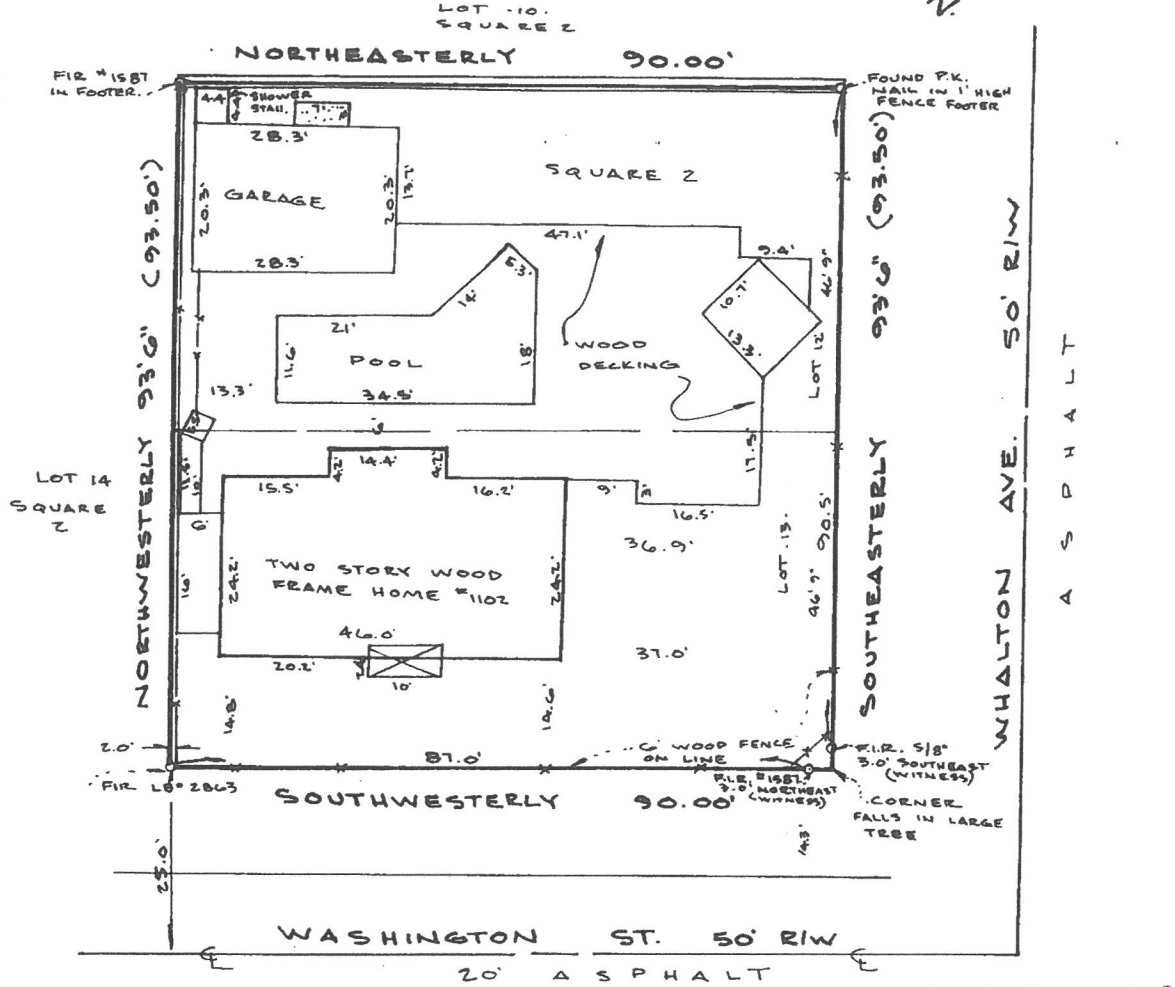 LOT 10.
SQUARE 2
N.
NORTHEASTERLY 90.00'
FIR #1587
IN FOOTER.
FOUND P.K.
NAIL IN 1' HIGH
FENCE FOOTER
4.4
SHOWER
STALL.
7'
28.3'
GARAGE
20.3'
20.3'
13.7'
28.3'
SQUARE 2
47.1'
9.4'
46'9"
10.7'
13.3'
LOT 12
5.3'
14'
21'
11.6'
POOL
18'
34.5'
WOOD
DECKING
13.3'
6'
17.5'
NORTHWESTERLY 93'6" (93.50')
SOUTHEASTERLY 93'6" (93.50')
WHALTON AVE. 50' R/W
ASPHALT
LOT 14
SQUARE
2
10'
6'
16'
15.5'
4.2'
14.4'
4.2'
16.2'
9'
3'
16.5'
36.9'
LOT 13
46'9"
90.5'
24.2'
TWO STORY WOOD
FRAME HOME #1102
24.2'
46.0'
20.2'
10'
37.0'
14.8'
14.6'
2.0'
87.0'
6' WOOD FENCE
ON LINE
F.I.R. 5/8"
3.0' SOUTHEAST
(WITNESS)
F.I.R. #1587
3.0' NORTHEAST
(WITNESS)
FIR LB# 2863
SOUTHWESTERLY 90.00'
CORNER
FALLS IN LARGE
TREE
14.3'
25.0'
WASHINGTON ST. 50' R/W
20' ASPHALT